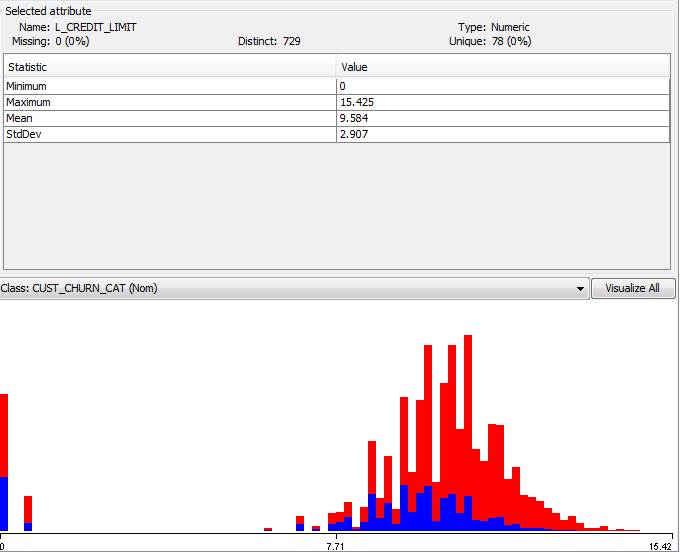 Selected attribute
Name: L_CREDIT_LIMIT Type: Numeric
Missing: 0 (0%) Distinct: 729 Unique: 78 (0%)
Statistic Value
Minimum 0
Maximum 15.425
Mean 9.584
StdDev 2.907
Class: CUST_CHURN_CAT (Nom) Visualize All
0 7.71 15.42